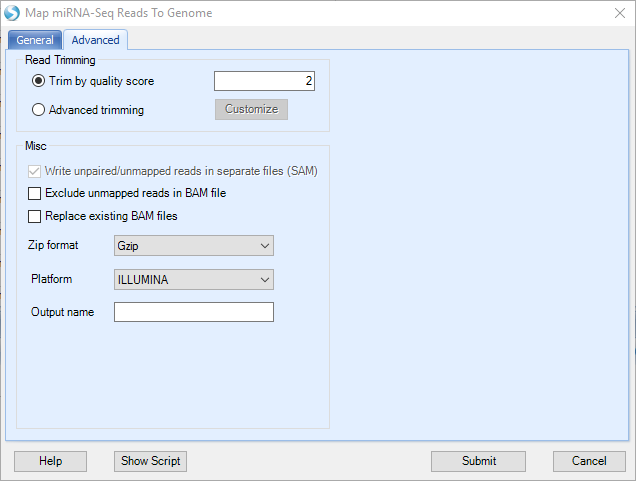 Map miRNA-Seq Reads To Genome
General Advanced
Read Trimming
Trim by quality score 2
Advanced trimming Customize
Misc
Write unpaired/unmapped reads in separate files (SAM)
Exclude unmapped reads in BAM file
Replace existing BAM files
Zip format Gzip
Platform ILLUMINA
Output name
Help Show Script Submit Cancel